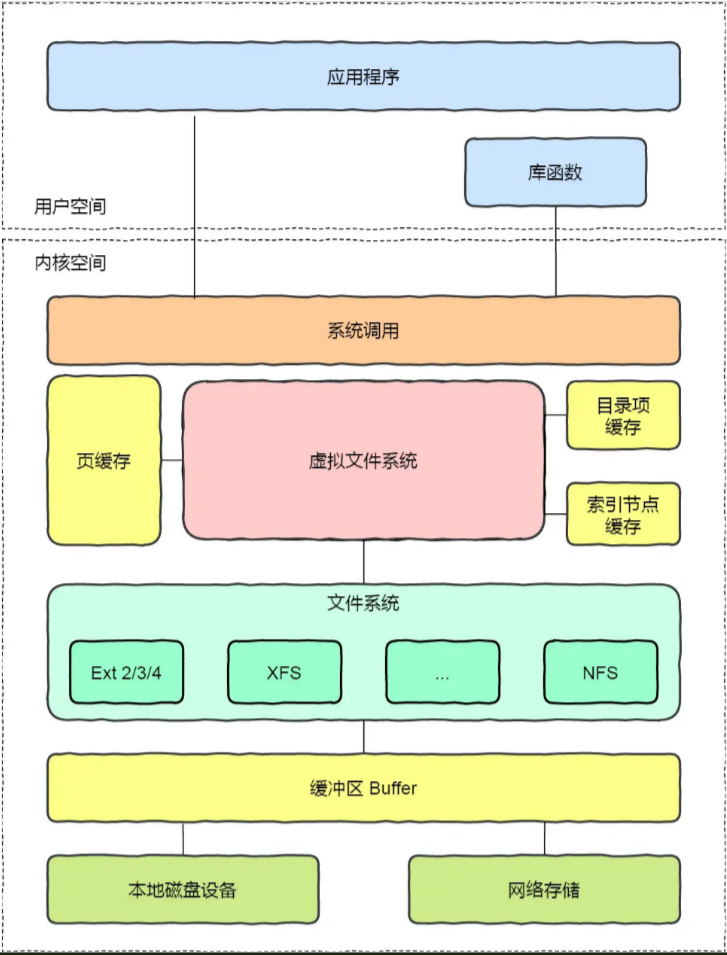 应用程序
库函数
用户空间
内核空间
系统调用
页缓存
虚拟文件系统
目录项
缓存
索引节点
缓存
文件系统
Ext 2/3/4
XFS
...
NFS
缓冲区 Buffer
本地磁盘设备
网络存储